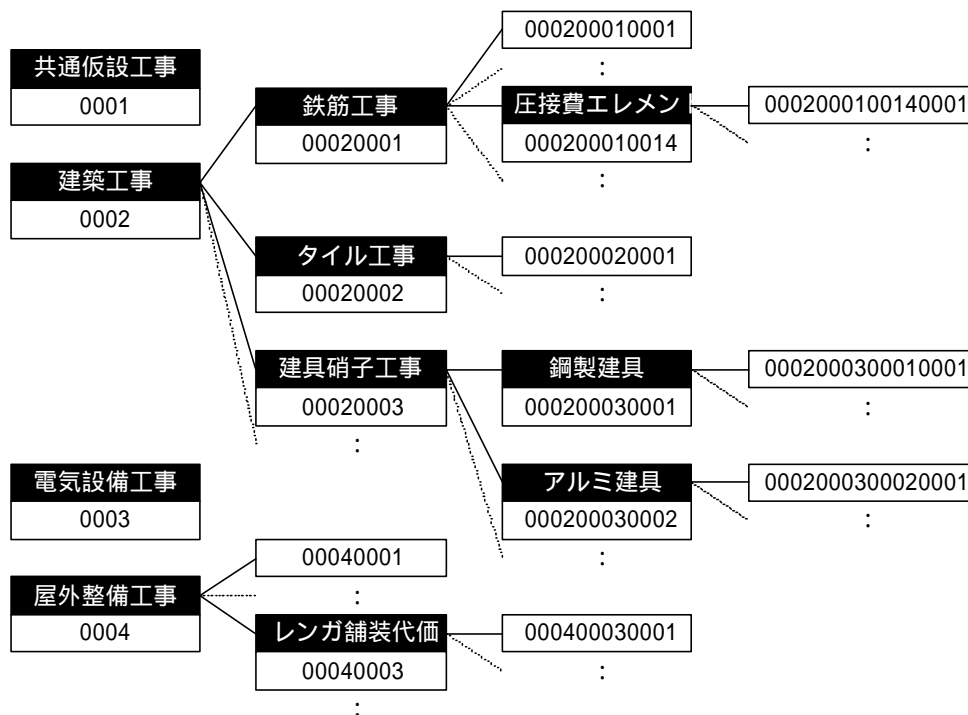 共通仮設工事
0001
建築工事
0002
鉄筋工事
00020001
000200010001
:
圧接費エレメント
000200010014
:
0002000100140001
:
タイル工事
00020002
000200020001
:
建具硝子工事
00020003
:
鋼製建具
000200030001
0002000300010001
:
アルミ建具
000200030002
:
0002000300020001
:
電気設備工事
0003
屋外整備工事
0004
00040001
:
レンガ舗装代価
00040003
:
000400030001
: